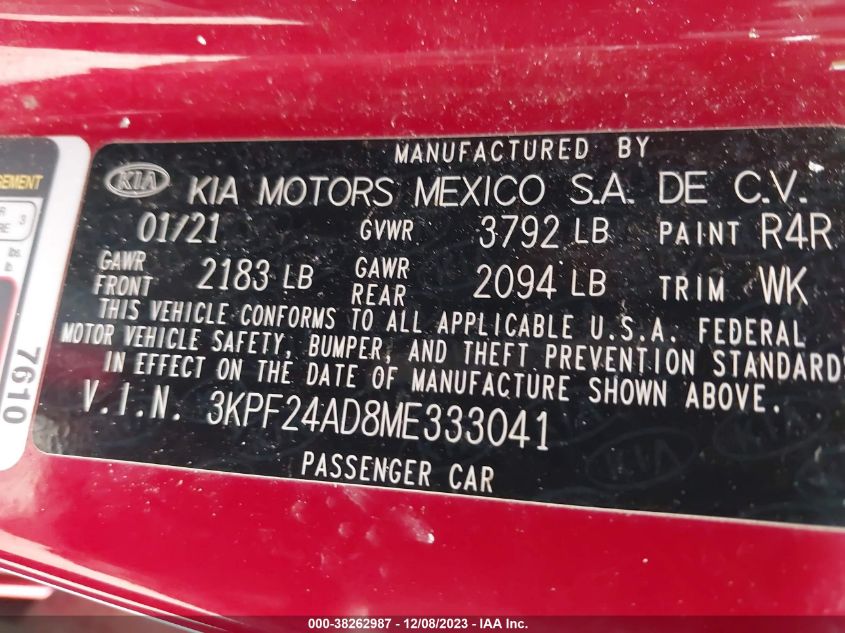 MANUFACTURED BY
KIA KIA MOTORS MEXICO S.A. DE C.V.
01/21 GVWR 3792 LB PAINT R4R
GAWR FRONT 2183 LB GAWR REAR 2094 LB TRIM WK
THIS VEHICLE CONFORMS TO ALL APPLICABLE U.S.A. FEDERAL
MOTOR VEHICLE SAFETY, BUMPER, AND THEFT PREVENTION STANDARDS
IN EFFECT ON THE DATE OF MANUFACTURE SHOWN ABOVE.
V.I.N. 3KPF24AD8ME333041
PASSENGER CAR
7610
3
000-38262987 - 12/08/2023 - IAA Inc.